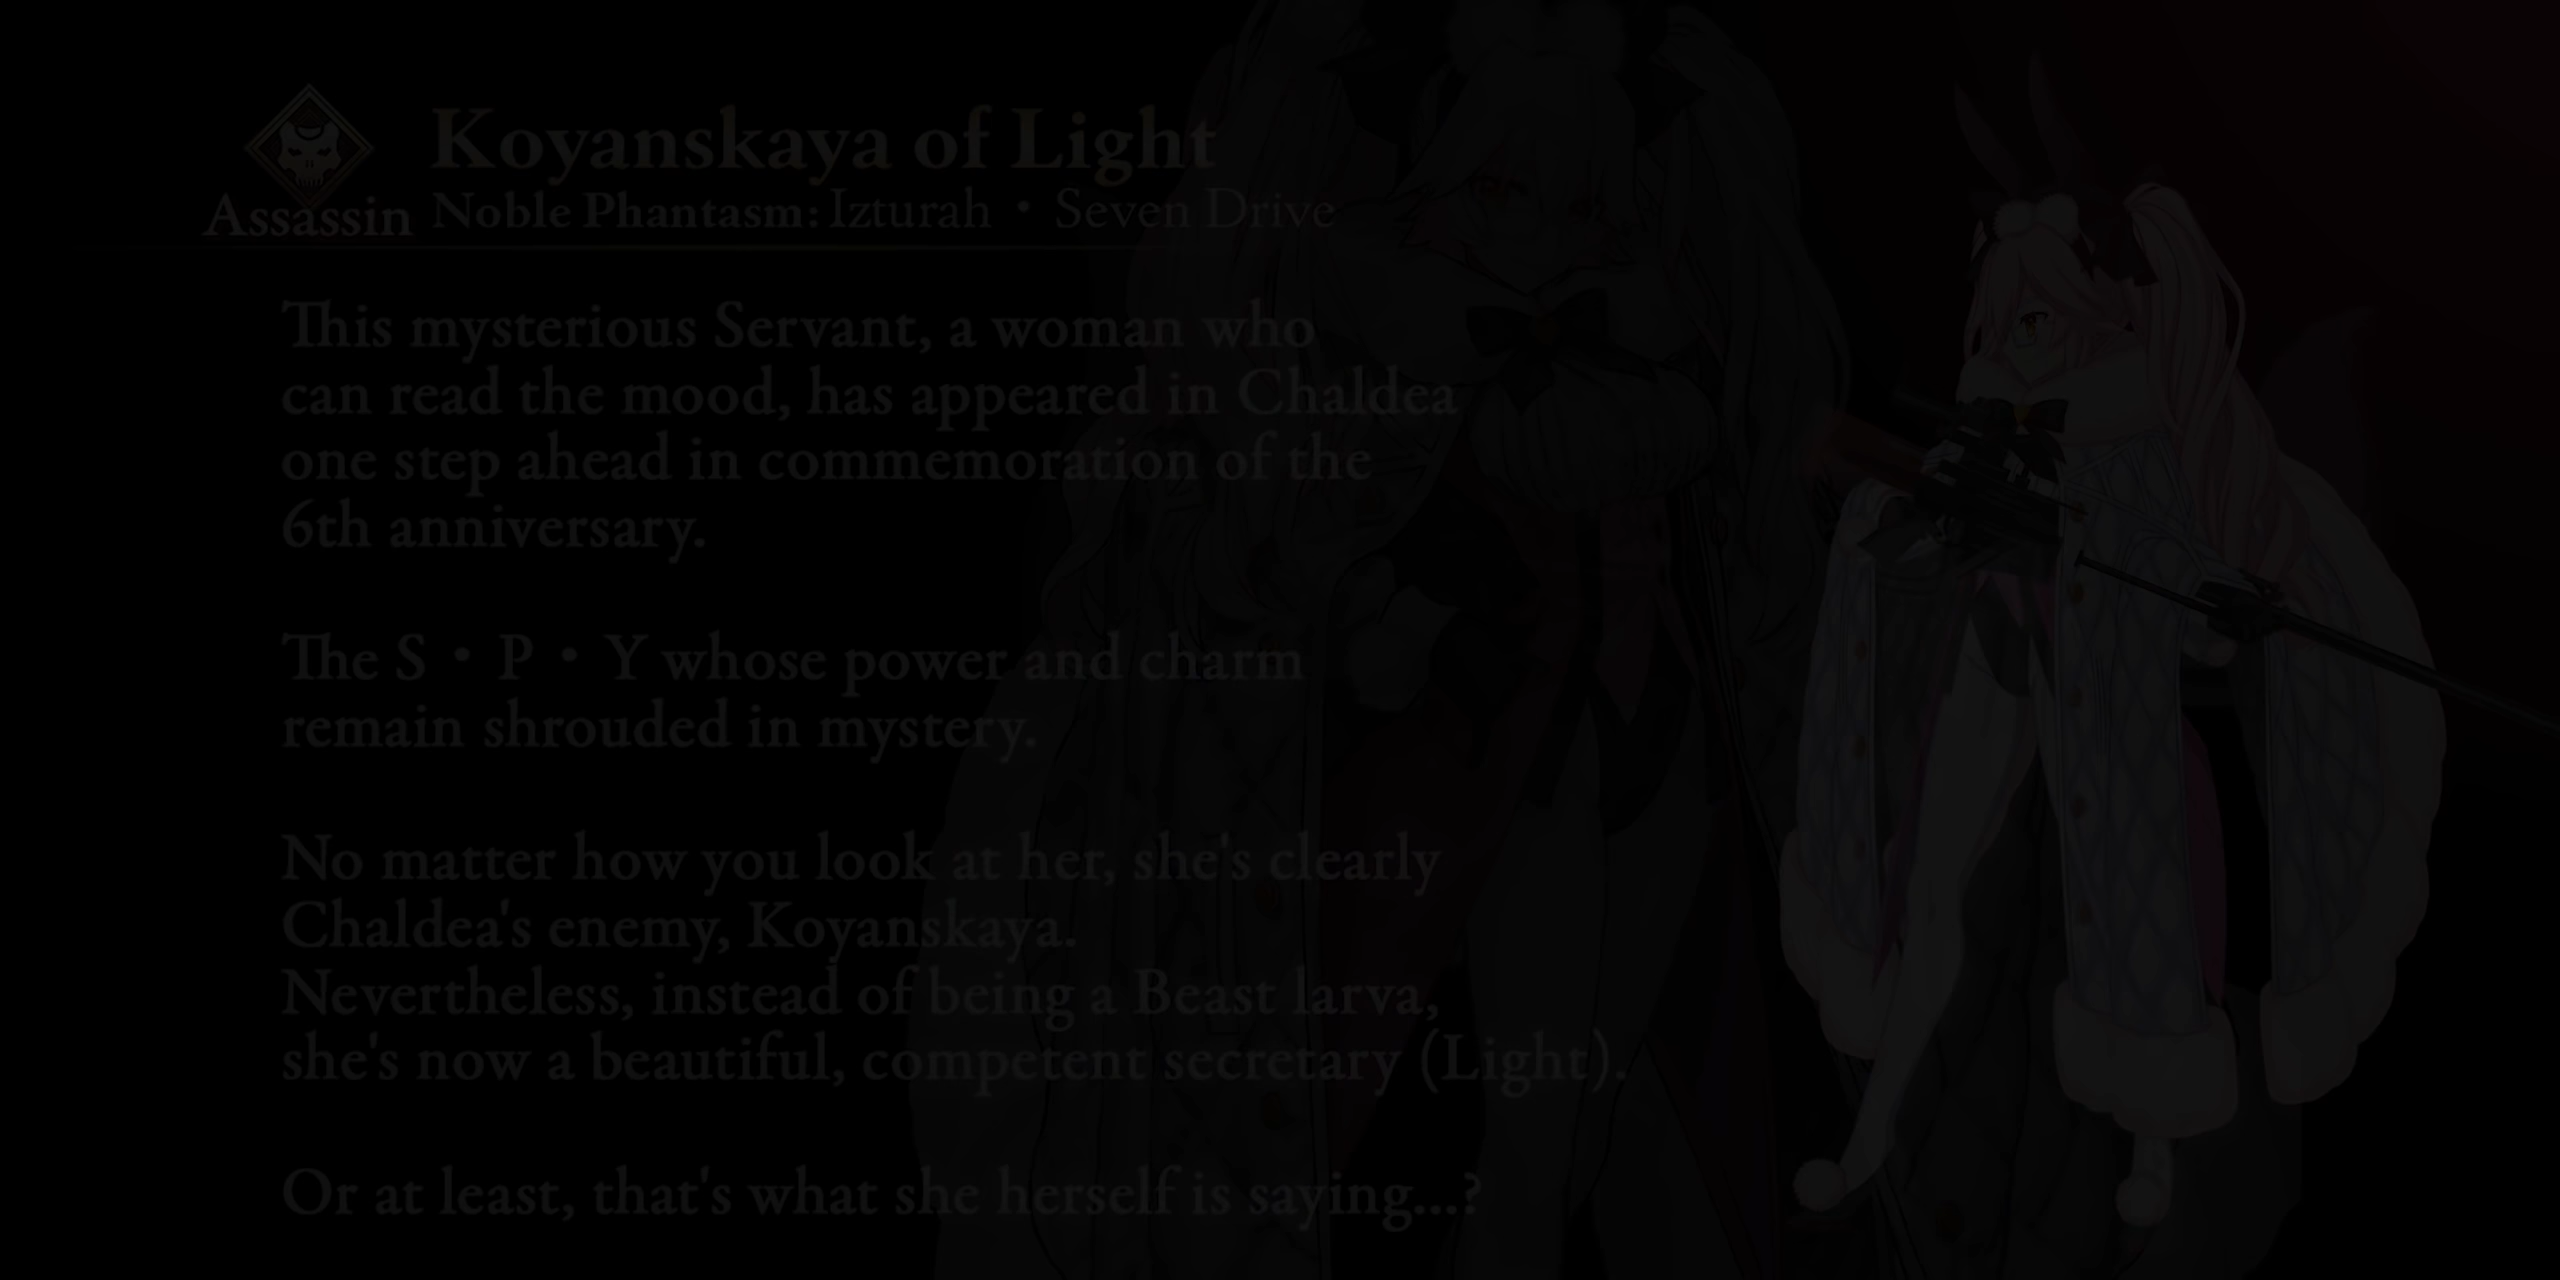 Koyanskaya of Light
Assassin
Noble Phantasm: Izturah・Seven Drive
This mysterious Servant, a woman who
can read the mood, has appeared in Chaldea
one step ahead in commemoration of the
6th anniversary.
The S・P・Y whose power and charm
remain shrouded in mystery.
No matter how you look at her, she's clearly
Chaldea's enemy, Koyanskaya.
Nevertheless, instead of being a Beast larva,
she's now a beautiful, competent secretary (Light).
Or at least, that's what she herself is saying...?